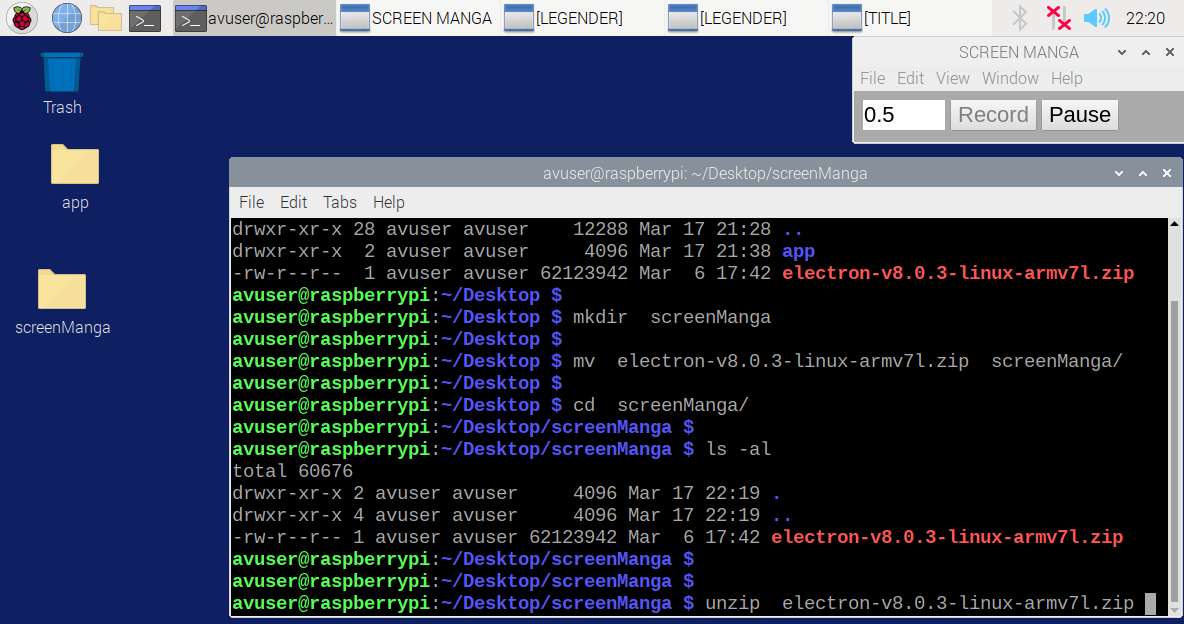 avuser@raspber... SCREEN MANGA [LEGENDER] [LEGENDER] [TITLE] 22:20
Trash
app
screenManga
SCREEN MANGA
File Edit View Window Help
0.5 Record Pause
avuser@raspberrypi: ~/Desktop/screenManga
File Edit Tabs Help
drwxr-xr-x 28 avuser avuser    12288 Mar 17 21:28 ..
drwxr-xr-x  2 avuser avuser     4096 Mar 17 21:38 app
-rw-r--r--  1 avuser avuser 62123942 Mar  6 17:42 electron-v8.0.3-linux-armv7l.zip
avuser@raspberrypi:~/Desktop $
avuser@raspberrypi:~/Desktop $ mkdir  screenManga
avuser@raspberrypi:~/Desktop $
avuser@raspberrypi:~/Desktop $ mv  electron-v8.0.3-linux-armv7l.zip  screenManga/
avuser@raspberrypi:~/Desktop $
avuser@raspberrypi:~/Desktop $ cd  screenManga/
avuser@raspberrypi:~/Desktop/screenManga $
avuser@raspberrypi:~/Desktop/screenManga $ ls -al
total 60676
drwxr-xr-x 2 avuser avuser     4096 Mar 17 22:19 .
drwxr-xr-x 4 avuser avuser     4096 Mar 17 22:19 ..
-rw-r--r-- 1 avuser avuser 62123942 Mar  6 17:42 electron-v8.0.3-linux-armv7l.zip
avuser@raspberrypi:~/Desktop/screenManga $
avuser@raspberrypi:~/Desktop/screenManga $
avuser@raspberrypi:~/Desktop/screenManga $ unzip  electron-v8.0.3-linux-armv7l.zip